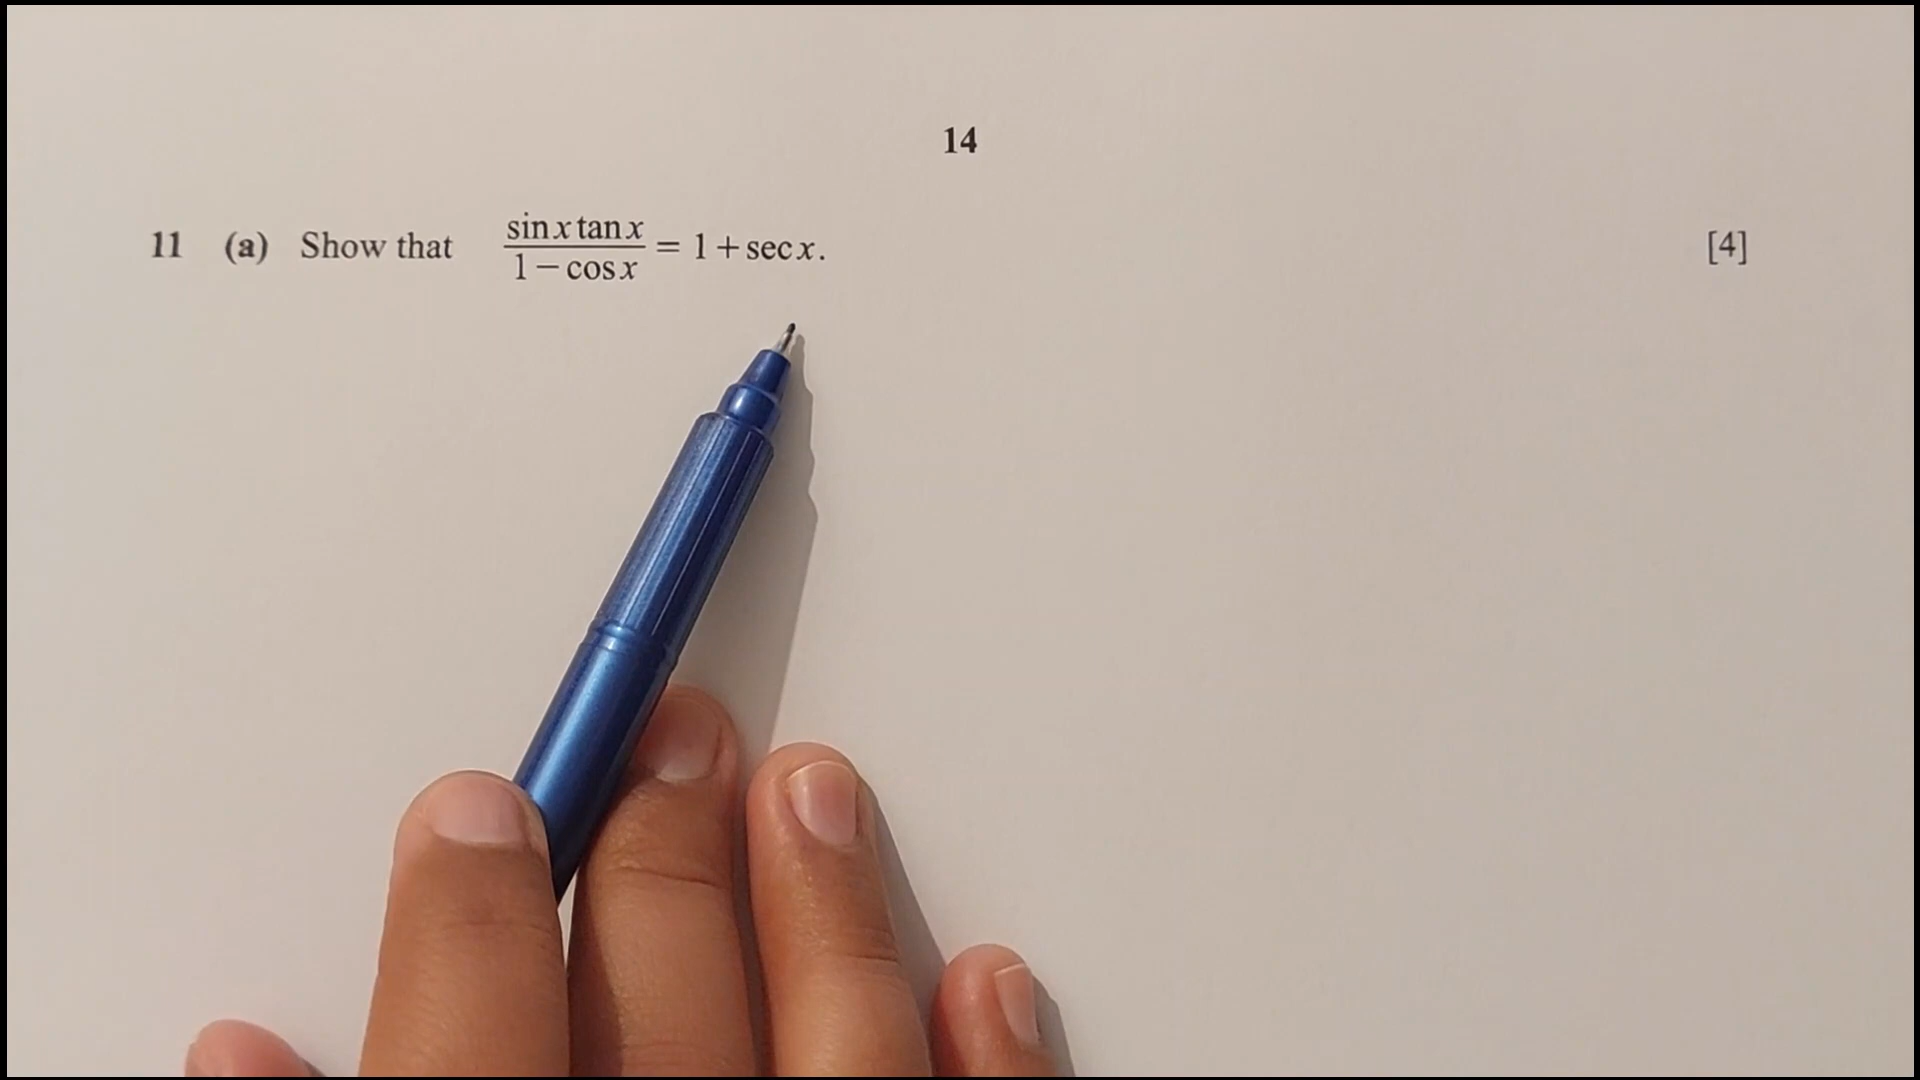 14
11 (a) Show that sin x tan x / 1 − cos x = 1 + sec x. [4]